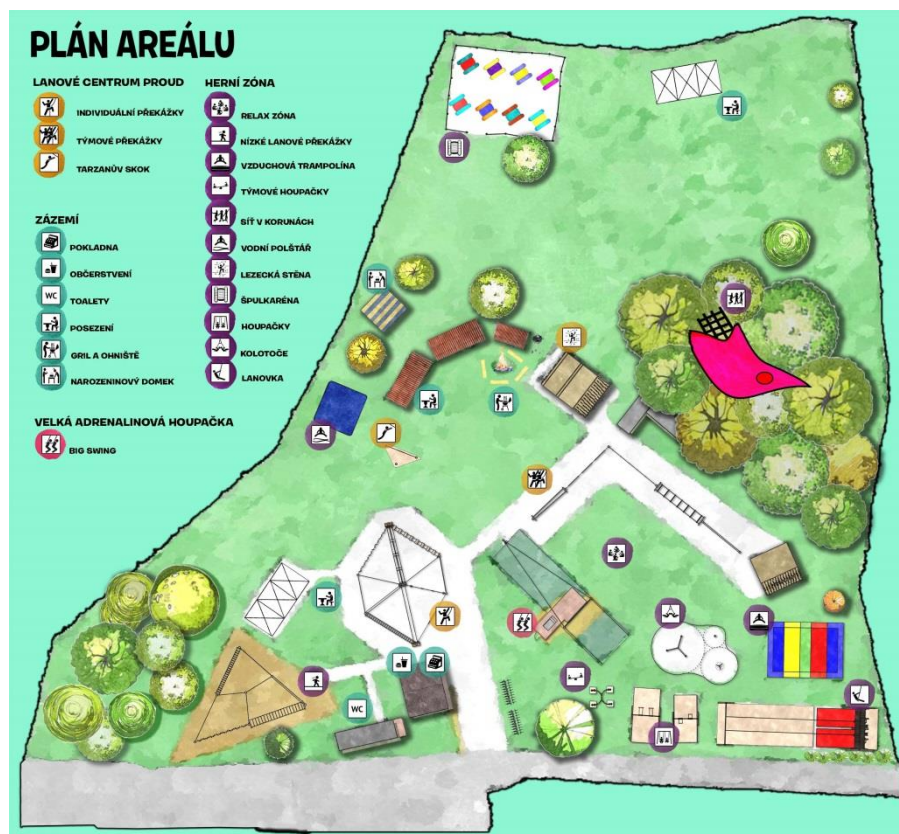 PLÁN AREÁLU
LANOVÉ CENTRUM PROUD
INDIVIDUÁLNÍ PŘEKÁŽKY
TÝMOVÉ PŘEKÁŽKY
TARZANŮV SKOK
ZÁZEMÍ
POKLADNA
OBČERSTVENÍ
WC
TOALETY
POSEZENÍ
GRIL A OHNIŠTĚ
NAROZENINOVÝ DOMEK
VELKÁ ADRENALINOVÁ HOUPAČKA
BIG SWING
HERNÍ ZÓNA
RELAX ZÓNA
NÍZKÉ LANOVÉ PŘEKÁŽKY
VZDUCHOVÁ TRAMPOLÍNA
TÝMOVÉ HOUPAČKY
SÍŤ V KORUNÁCH
VODNÍ POLŠTÁŘ
LEZECKÁ STĚNA
ŠPULKARÉNA
HOUPAČKY
KOLOTOČE
LANOVKA
WC